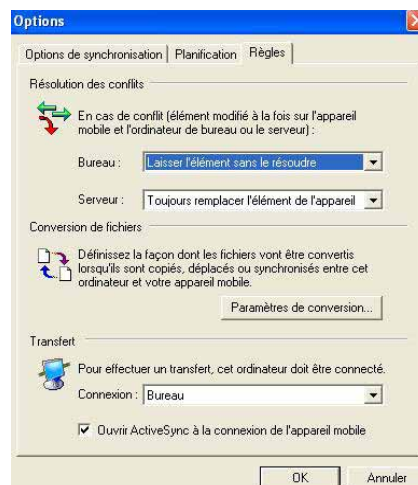 Options
Options de synchronisation Planification Règles
Résolution des conflits
En cas de conflit (élément modifié à la fois sur l'appareil
mobile et l'ordinateur de bureau ou le serveur) :
Bureau : Laisser l'élément sans le résoudre
Serveur : Toujours remplacer l'élément de l'appareil
Conversion de fichiers
Définissez la façon dont les fichiers vont être convertis
lorsqu'ils sont copiés, déplacés ou synchronisés entre cet
ordinateur et votre appareil mobile.
Paramètres de conversion...
Transfert
Pour effectuer un transfert, cet ordinateur doit être connecté.
Connexion : Bureau
Ouvrir ActiveSync à la connexion de l'appareil mobile
OK Annuler